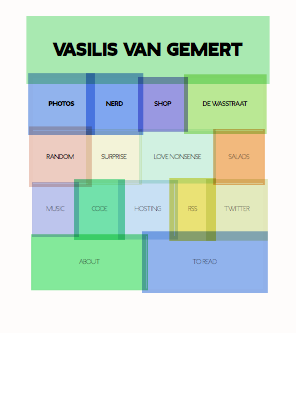 VASILIS VAN GEMERT
PHOTOS NERD SHOP DE WASSTRAAT
RANDOM SURPRISE LOVE NONSENSE SALADS
MUSIC CODE HOSTING RSS TWITTER
ABOUT TO READ